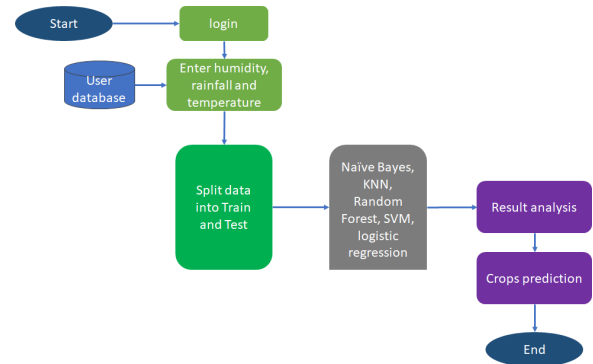 Start
login
Enter humidity,
rainfall and
temperature
User
database
Split data
into Train
and Test
Naïve Bayes,
KNN,
Random
Forest, SVM,
logistic
regression
Result analysis
Crops prediction
End